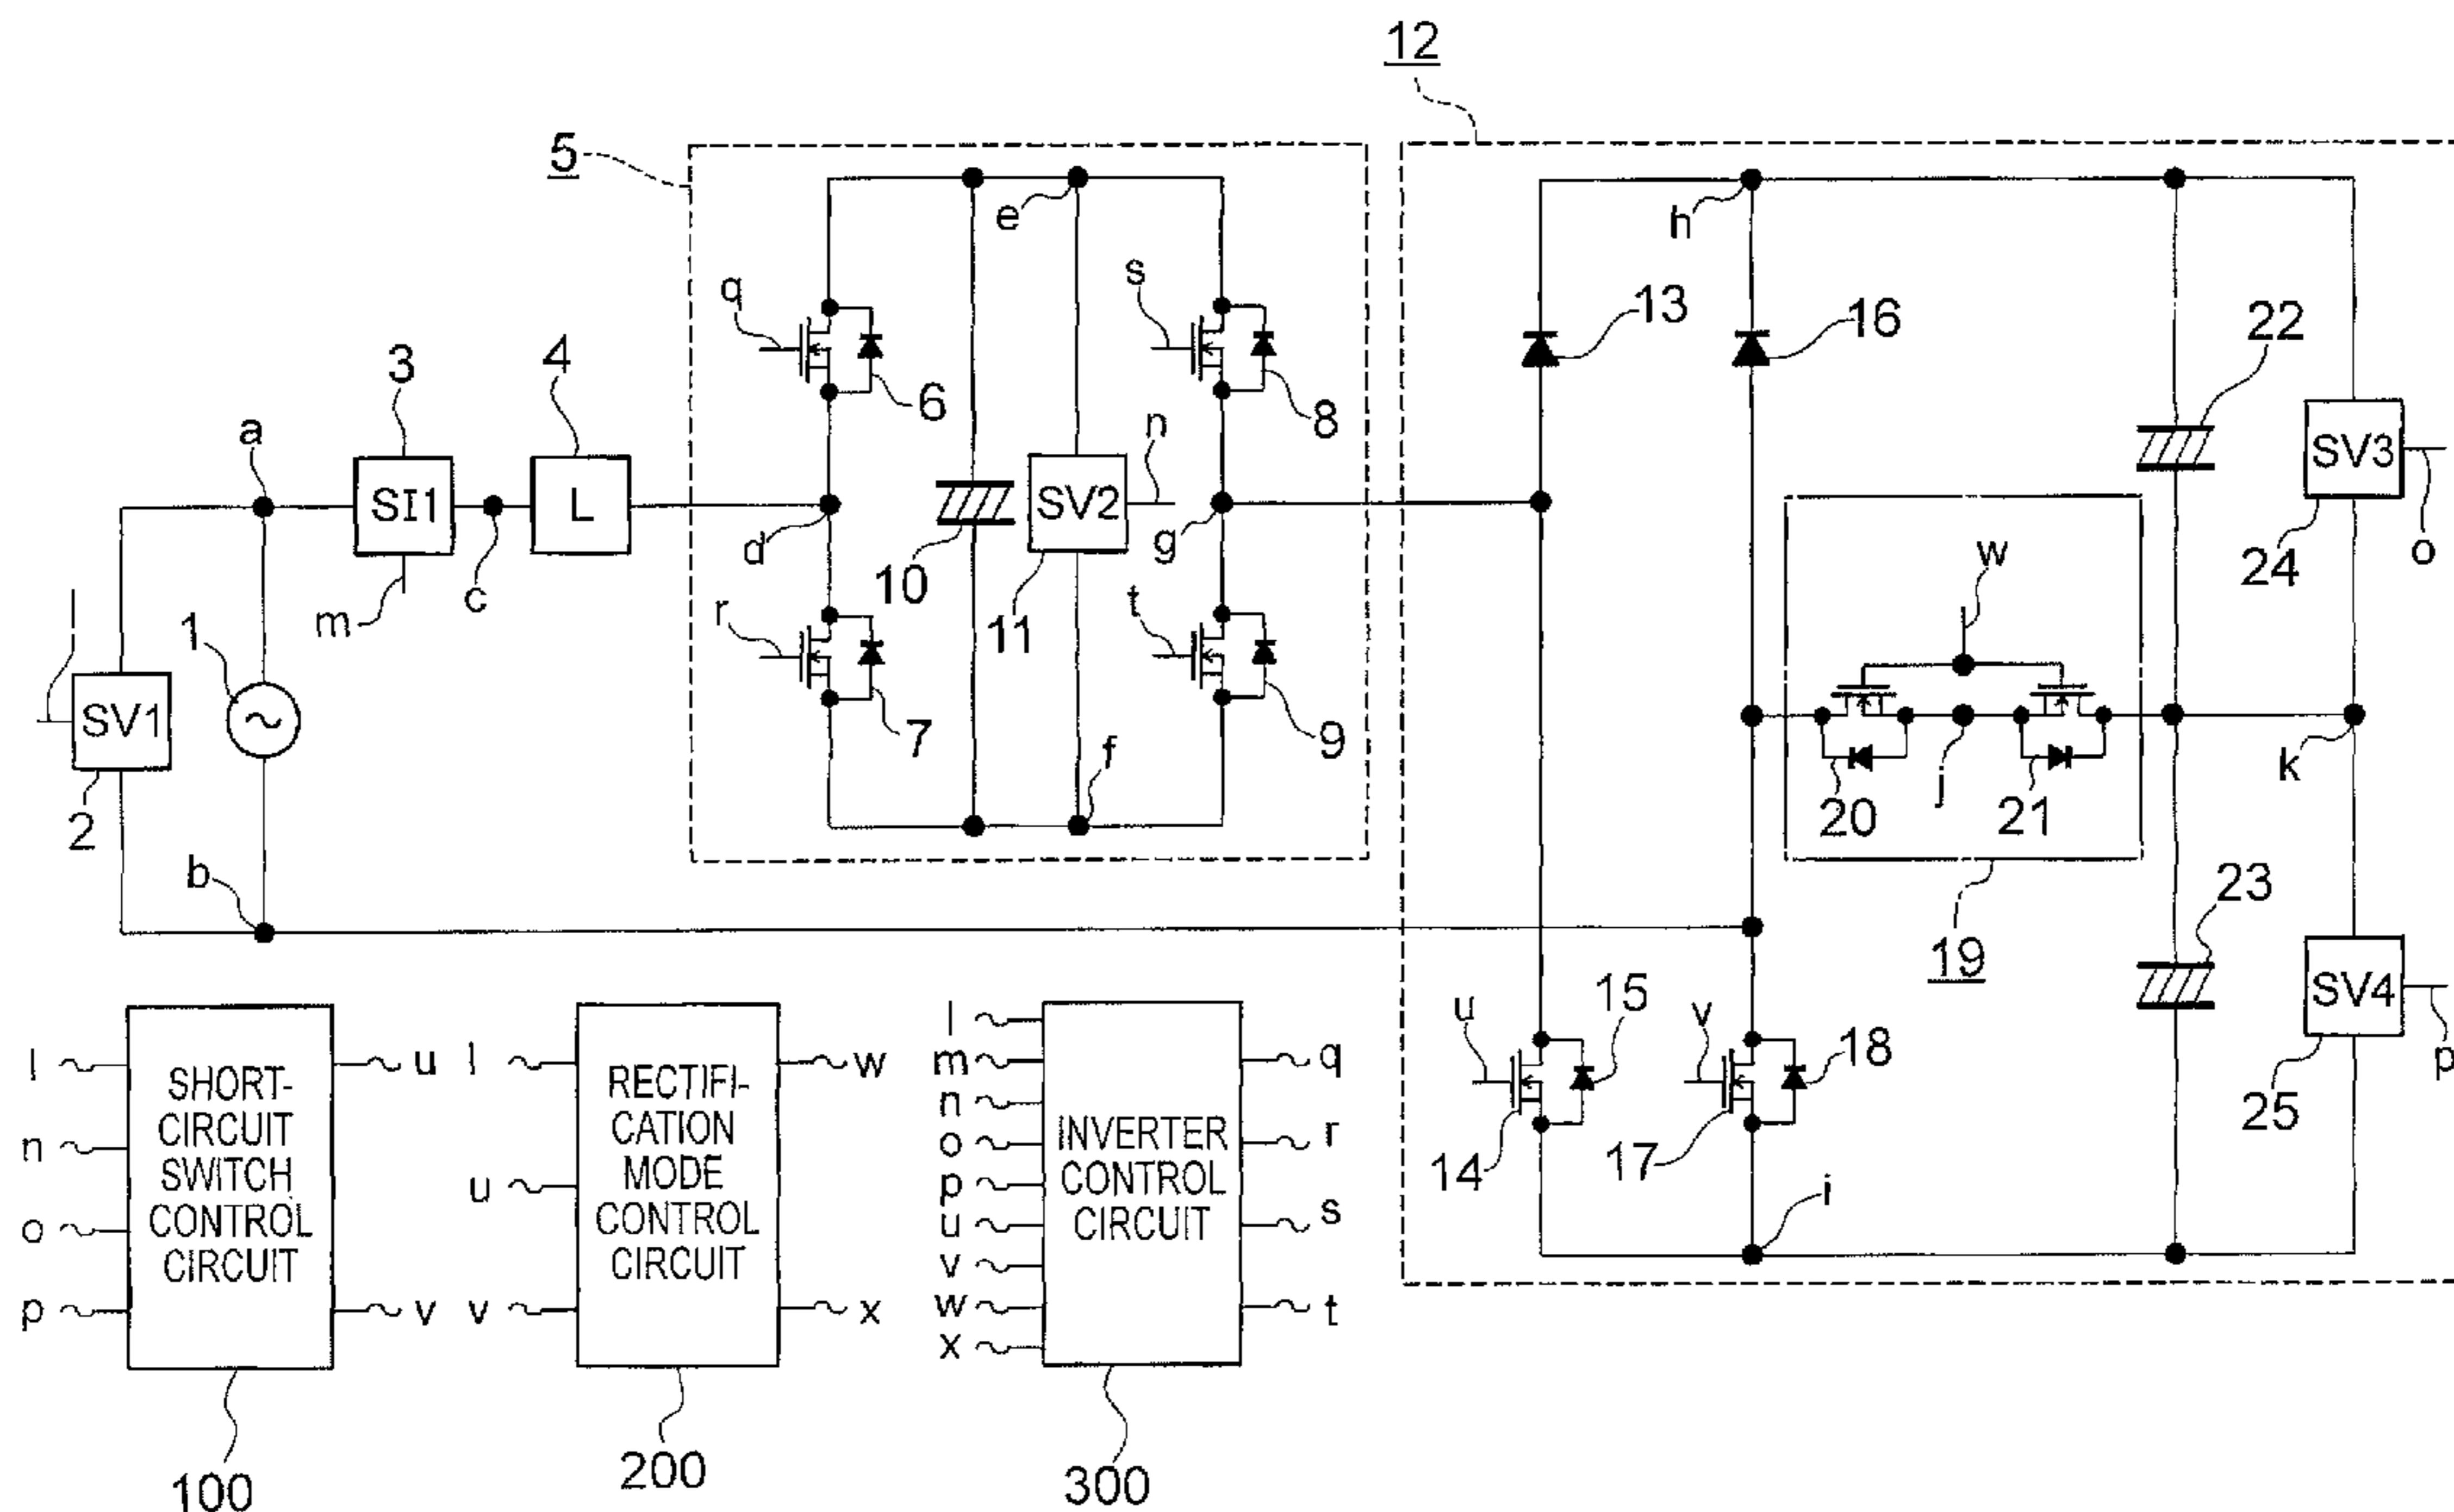 12
5
e
h
q
s
13
16
22
6
8
3
4
n
SV3
a
SI1
L
SV2
g
24
o
d
10
11
w
m
c
r
t
l
1
SV1
7
9
f
20
j
21
k
2
b
23
19
SV4
p
25
u
15
v
18
14
17
i
l
n
o
p
SHORT-
CIRCUIT
SWITCH
CONTROL
CIRCUIT
u
v
100
l
u
v
RECTIFI-
CATION
MODE
CONTROL
CIRCUIT
w
x
200
l
m
n
o
p
u
v
w
x
INVERTER
CONTROL
CIRCUIT
q
r
s
t
300